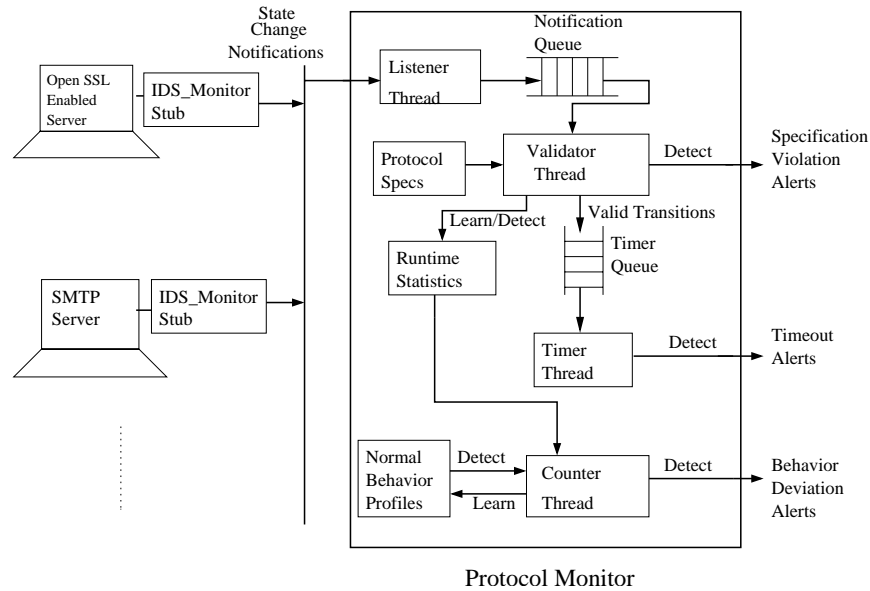 State
Change
Notifications
Open SSL
Enabled
Server
IDS_Monitor
Stub
SMTP
Server
IDS_Monitor
Stub
Listener
Thread
Notification
Queue
Protocol
Specs
Validator
Thread
Detect
Specification
Violation
Alerts
Learn/Detect
Valid Transitions
Runtime
Statistics
Timer
Queue
Timer
Thread
Detect
Timeout
Alerts
Normal
Behavior
Profiles
Detect
Learn
Counter
Thread
Detect
Behavior
Deviation
Alerts
Protocol Monitor